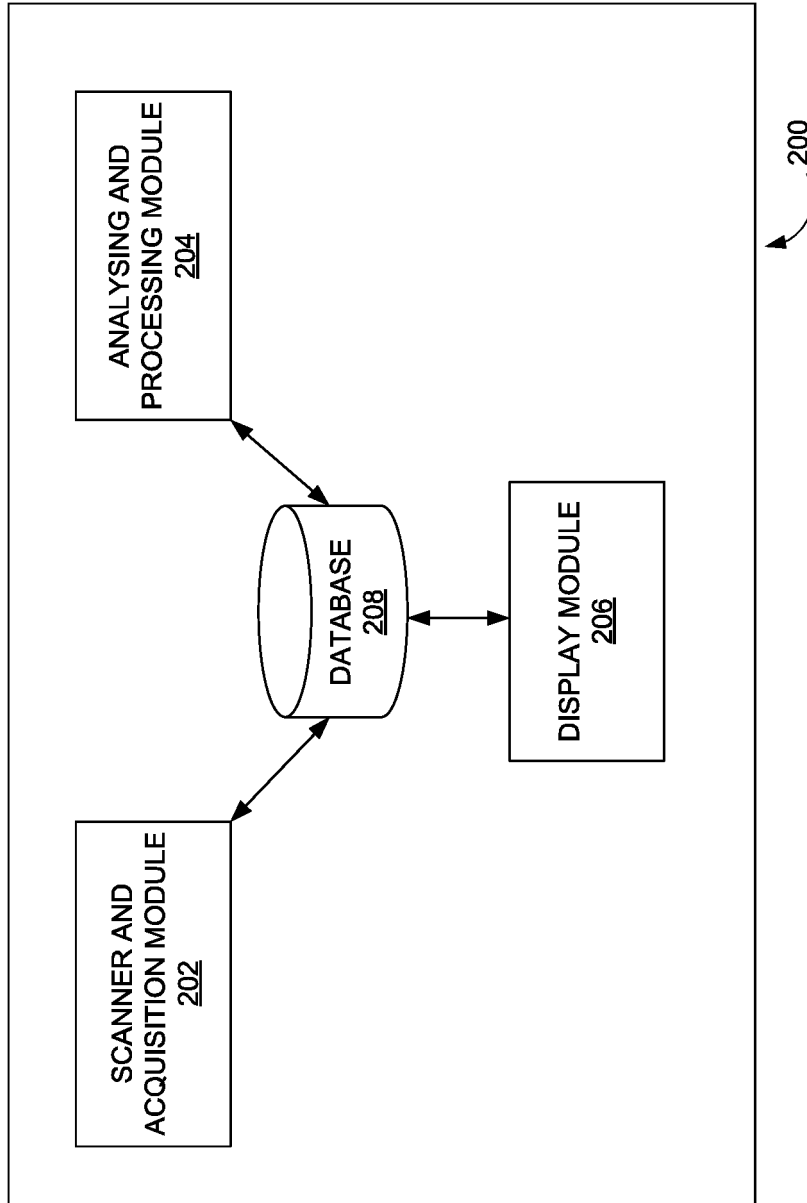 SCANNER AND
ACQUISITION MODULE
202
ANALYSING AND
PROCESSING MODULE
204
DATABASE
208
DISPLAY MODULE
206
200